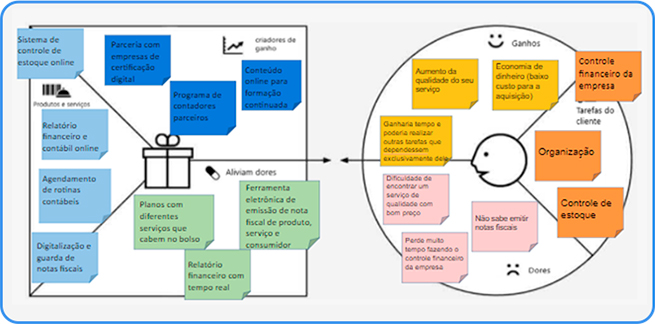 Sistema de
controle de
estoque online
Parceria com
empresas de
certificação
digital
criadores de
ganho
Programa de
contadores
parceiros
Conteúdo
online para
formação
continuada
Produtos e serviços
Relatório
financeiro e
contábil online
Agendamento
de rotinas
contábeis
Digitalização e
guarda de
notas fiscais
Aliviam dores
Planos com
diferentes
serviços que
cabem no bolso
Ferramenta
eletrônica de
emissão de nota
fiscal de produto,
serviço e
consumidor
Relatório
financeiro com
tempo real
Ganhos
Aumento da
qualidade do seu
serviço
Economia de
dinheiro (baixo
custo para a
aquisição)
Controle
financeiro da
empresa
Tarefas do
cliente
Ganharia tempo e
poderia realizar
outras tarefas que
dependessem
exclusivamente dele
Organização
Controle de
estoque
Dificuldade de
encontrar um
serviço de
qualidade com
bom preço
Não sabe emitir
notas fiscais
Perde muito
tempo fazendo o
controle financeiro
da empresa
Dores